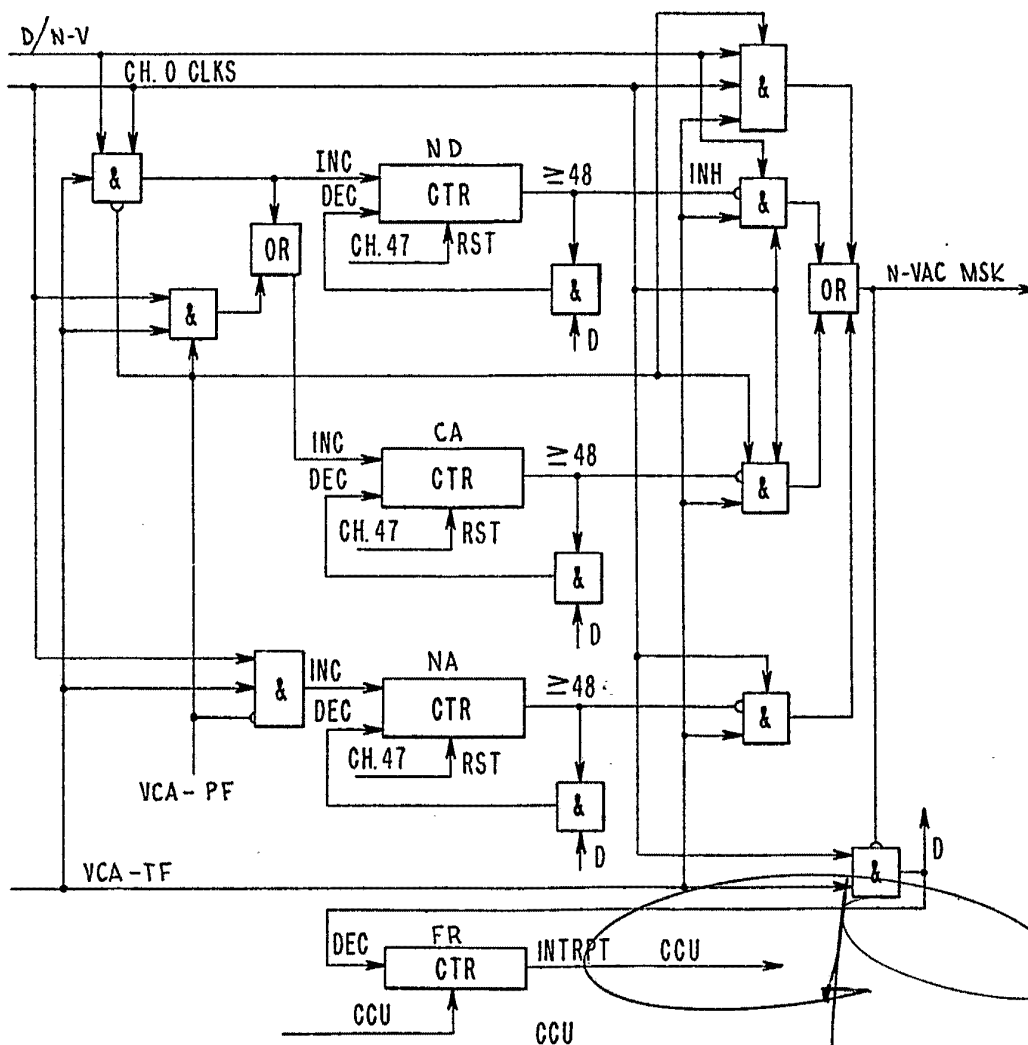 D/N-V
CH. 0 CLKS
&
&
INC
ND
≥48
INH
DEC
CTR
&
OR
CH. 47
RST
&
OR
N-VAC MSK
&
D
INC
CA
≥48
DEC
CTR
&
CH. 47
RST
&
D
INC
NA
≥48
&
DEC
CTR
&
CH. 47
RST
VCA-PF
&
D
D
VCA-TF
&
DEC
FR
INTRPT
CCU
CTR
CCU
CCU